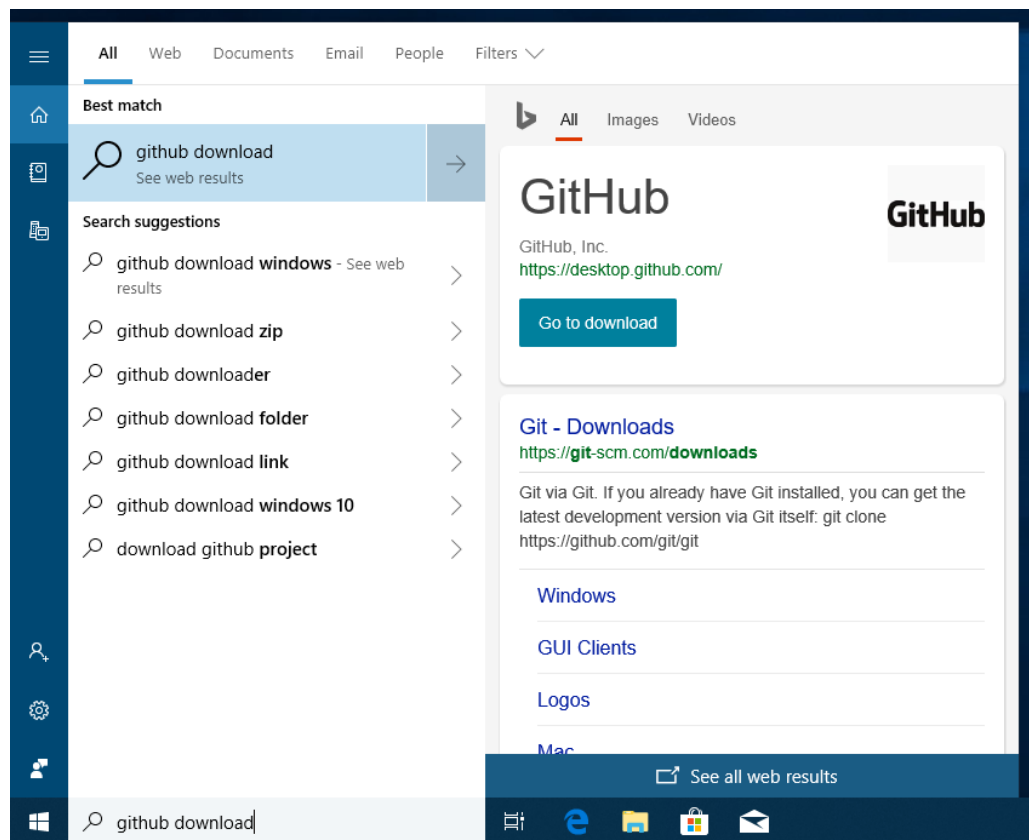 All Web Documents Email People Filters
Best match
github download
See web results
Search suggestions
github download windows - See web
results
github download zip
github downloader
github download folder
github download link
github download windows 10
download github project
github download
All Images Videos
GitHub
GitHub
GitHub, Inc.
https://desktop.github.com/
Go to download
Git - Downloads
https://git-scm.com/downloads
Git via Git. If you already have Git installed, you can get the
latest development version via Git itself: git clone
https://github.com/git/git
Windows
GUI Clients
Logos
Mac
See all web results